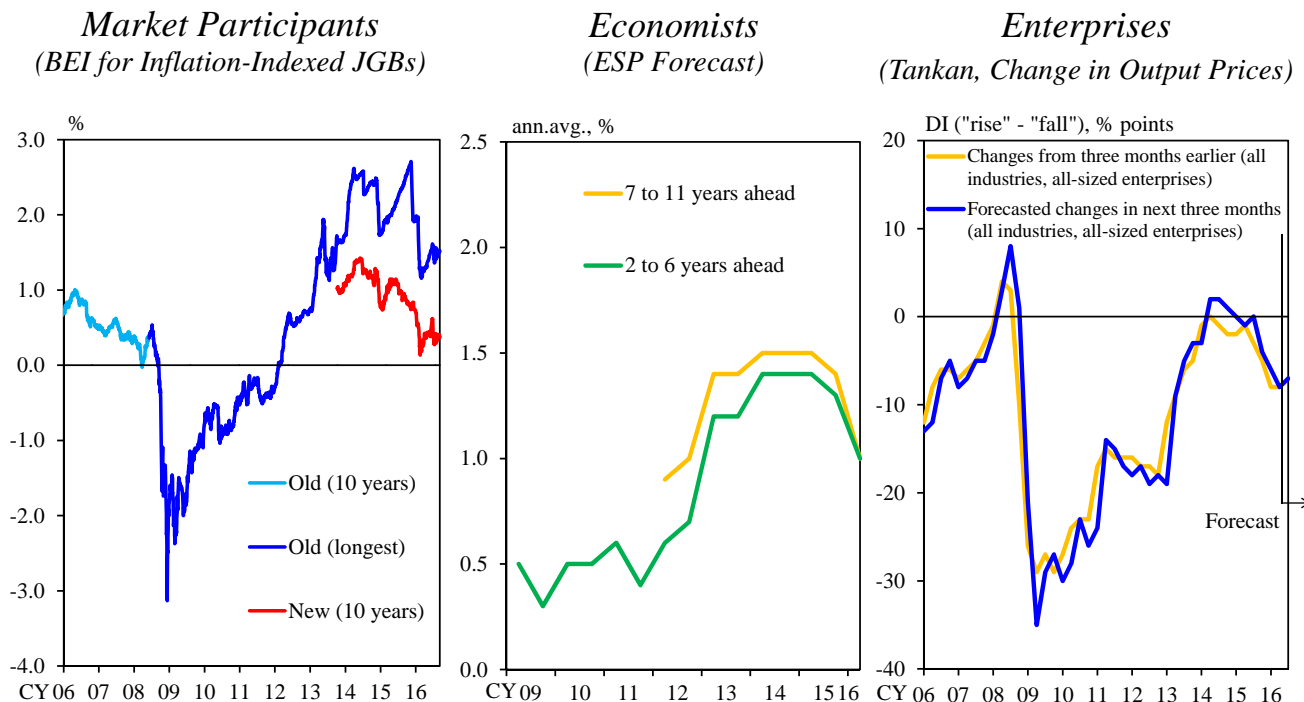 Market Participants
(BEI for Inflation-Indexed JGBs)
%
3.0
2.0
1.0
0.0
-1.0
-2.0
-3.0
-4.0
Old (10 years)
Old (longest)
New (10 years)
CY 06 07 08 09 10 11 12 13 14 15 16
Economists
(ESP Forecast)
ann.avg., %
2.5
2.0
1.5
1.0
0.5
0.0
7 to 11 years ahead
2 to 6 years ahead
CY 09 10 11 12 13 14 15 16
Enterprises
(Tankan, Change in Output Prices)
DI ("rise" - "fall"), % points
20
10
0
-10
-20
-30
-40
Changes from three months earlier (all
industries, all-sized enterprises)
Forecasted changes in next three months
(all industries, all-sized enterprises)
Forecast
CY 06 07 08 09 10 11 12 13 14 15 16